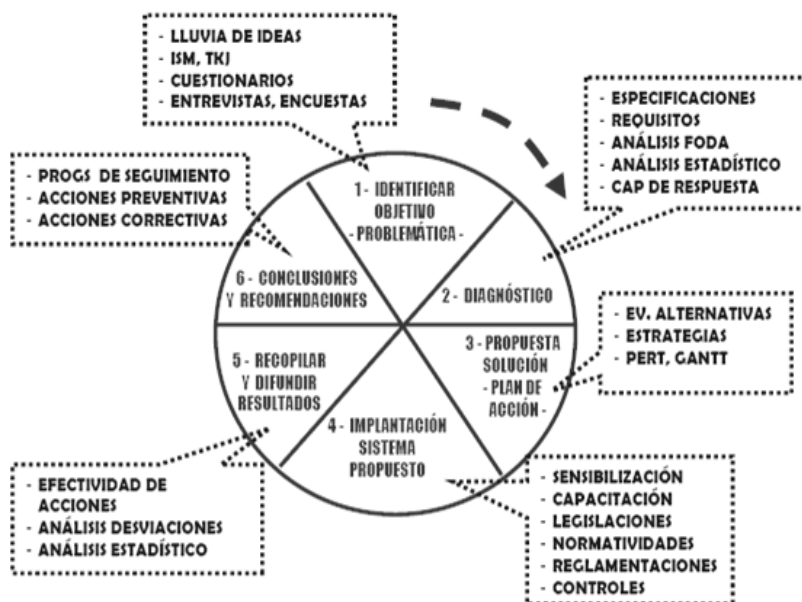 - LLUVIA DE IDEAS
- ISM, TKJ
- CUESTIONARIOS
- ENTREVISTAS, ENCUESTAS
- ESPECIFICACIONES
- REQUISITOS
- ANÁLISIS FODA
- ANÁLISIS ESTADÍSTICO
- CAP DE RESPUESTA
- PROGS DE SEGUIMIENTO
- ACCIONES PREVENTIVAS
- ACCIONES CORRECTIVAS
1 - IDENTIFICAR
OBJETIVO
- PROBLEMÁTICA -
2 - DIAGNÓSTICO
- EV. ALTERNATIVAS
- ESTRATEGIAS
- PERT, GANTT
3 - PROPUESTA
SOLUCIÓN
- PLAN DE
ACCIÓN -
4 - IMPLANTACIÓN
SISTEMA
PROPUESTO
- SENSIBILIZACIÓN
- CAPACITACIÓN
- LEGISLACIONES
- NORMATIVIDADES
- REGLAMENTACIONES
- CONTROLES
5 - RECOPILAR
Y DIFUNDIR
RESULTADOS
- EFECTIVIDAD DE
ACCIONES
- ANÁLISIS DESVIACIONES
- ANÁLISIS ESTADÍSTICO
6 - CONCLUSIONES
Y RECOMENDACIONES